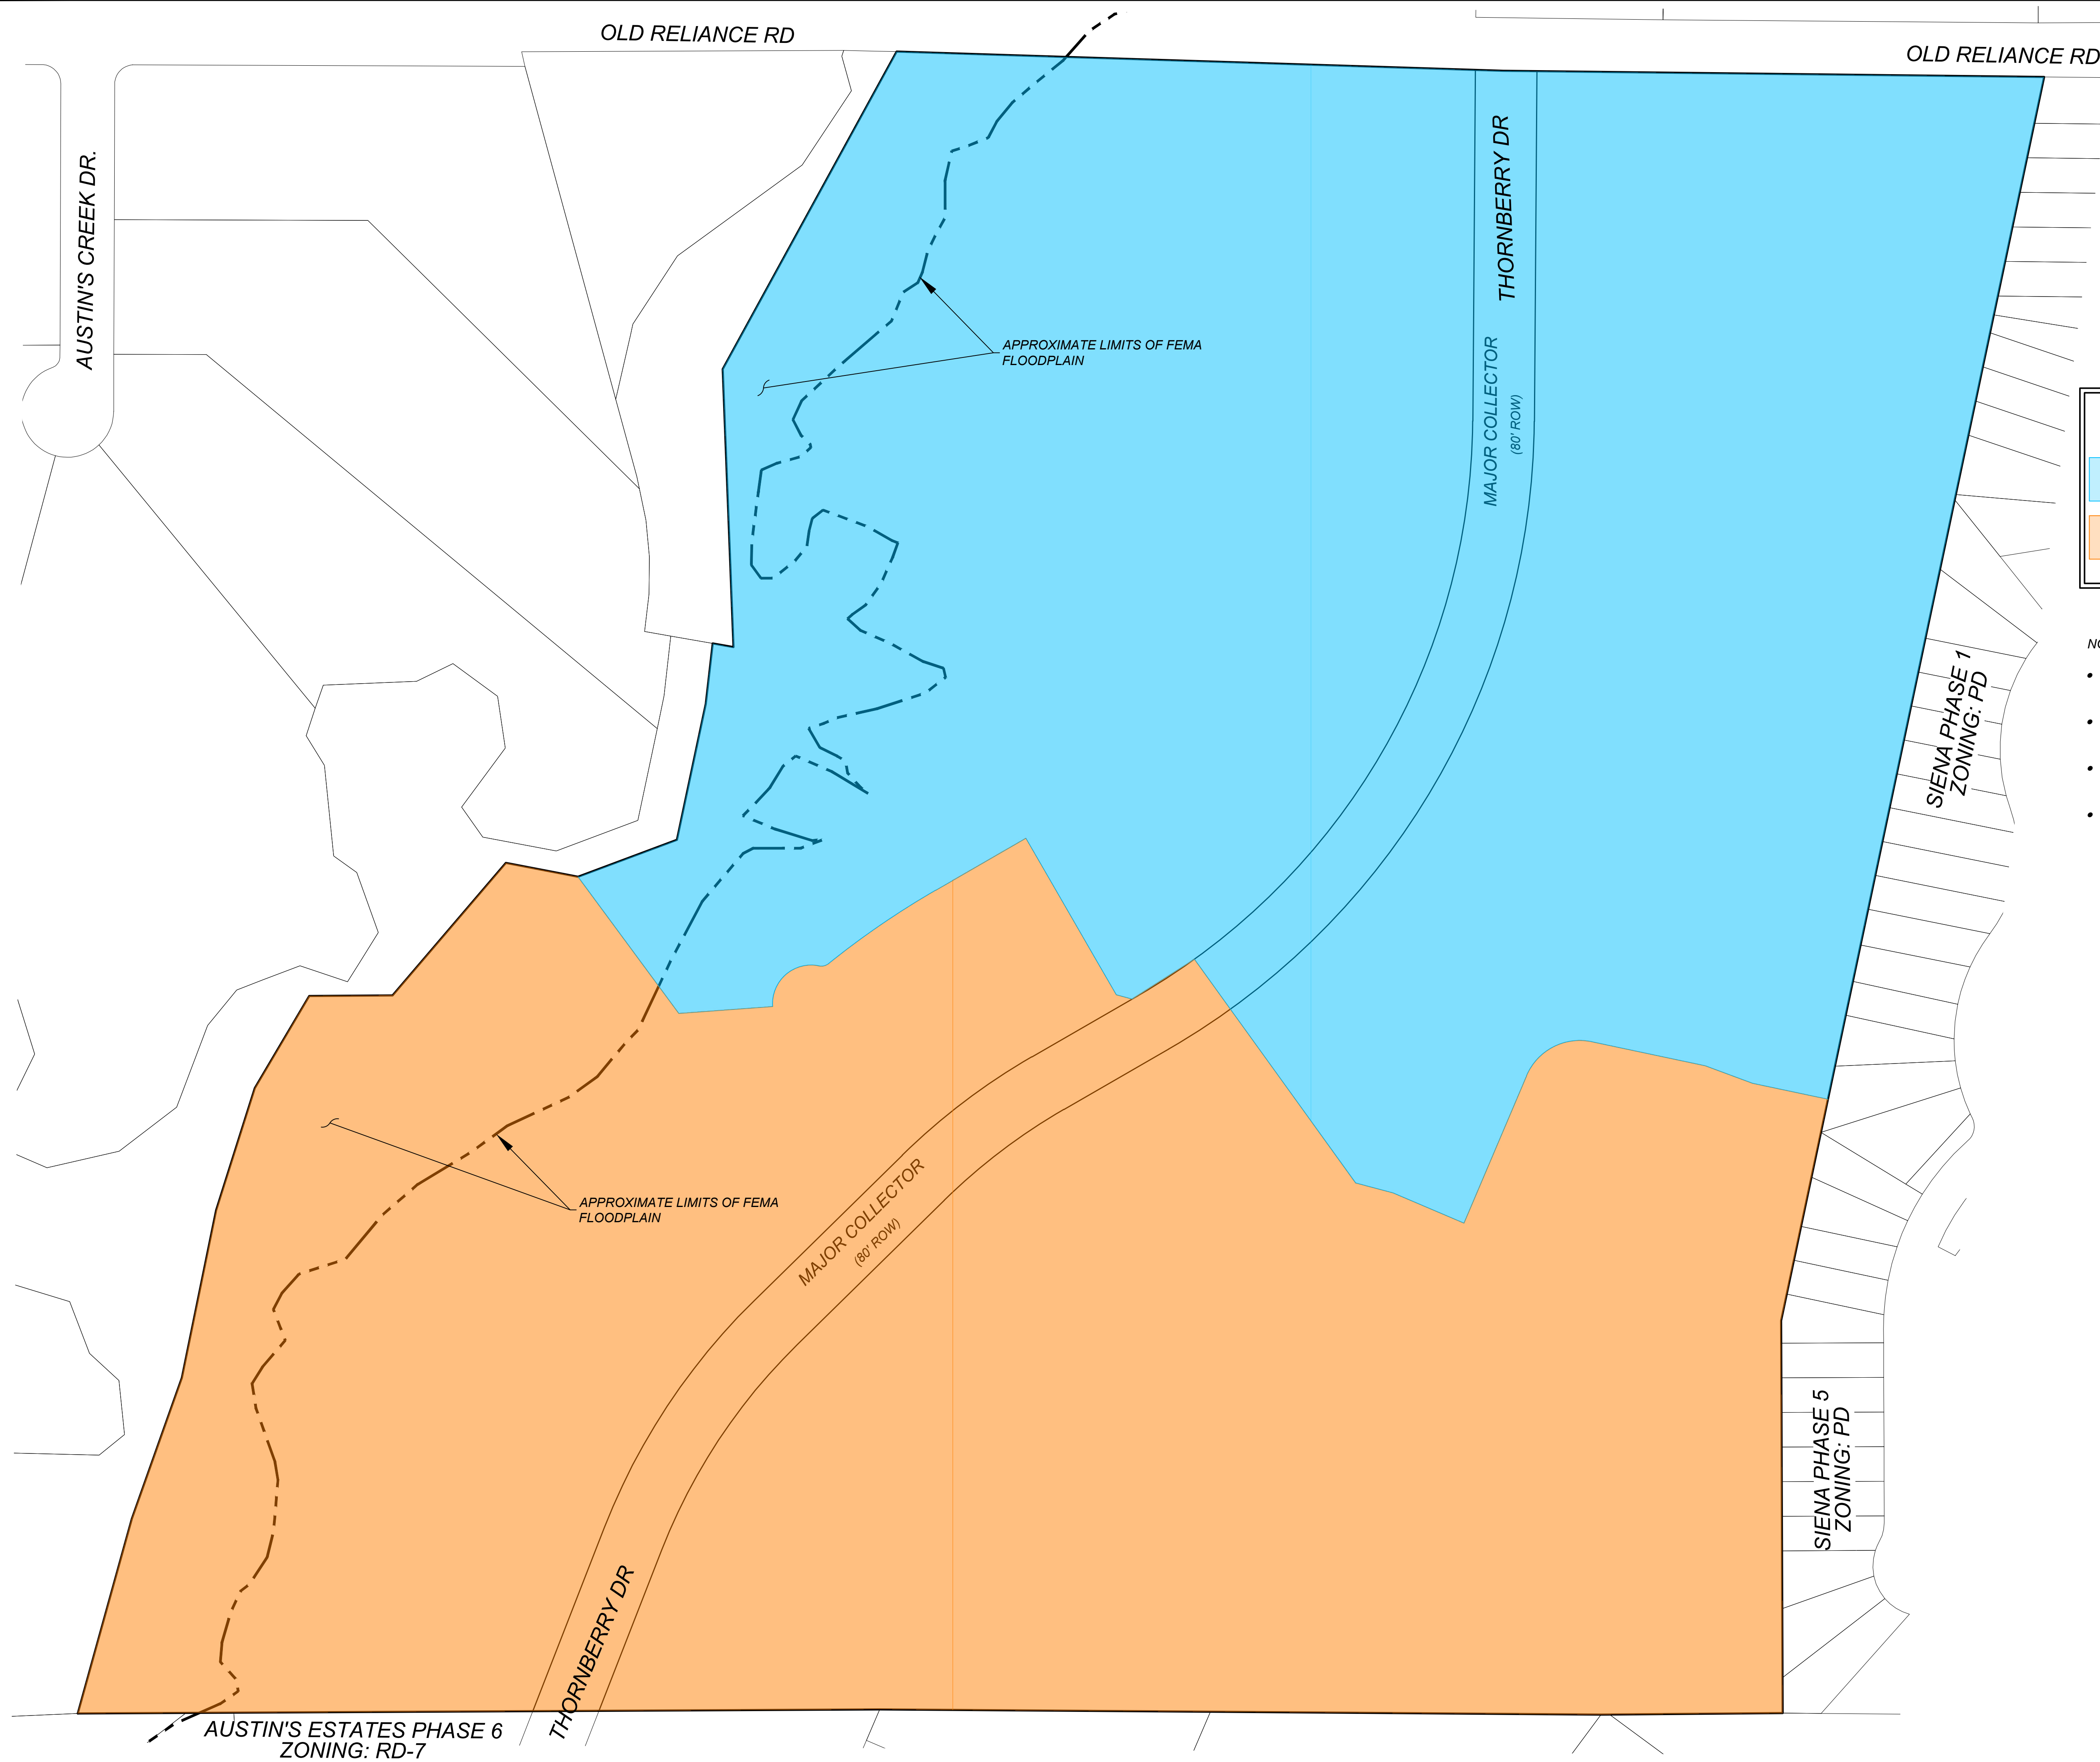 OLD RELIANCE RD
OLD RELIANCE RD
AUSTIN'S CREEK DR.
THORNBERRY DR
MAJOR COLLECTOR
(80' ROW)
APPROXIMATE LIMITS OF FEMA
FLOODPLAIN
SIENA PHASE 1
ZONING: PD
APPROXIMATE LIMITS OF FEMA
FLOODPLAIN
MAJOR COLLECTOR
(80' ROW)
SIENA PHASE 5
ZONING: PD
THORNBERRY DR
AUSTIN'S ESTATES PHASE 6
ZONING: RD-7